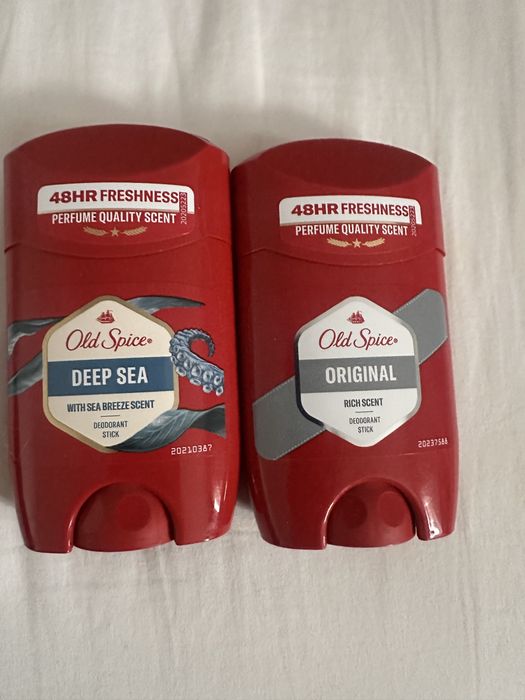 48HR FRESHNESS
PERFUME QUALITY SCENT
Old Spice®
DEEP SEA
WITH SEA BREEZE SCENT
DEODORANT
STICK
20210387
48HR FRESHNESS
PERFUME QUALITY SCENT
Old Spice®
ORIGINAL
RICH SCENT
DEODORANT
STICK
20237586